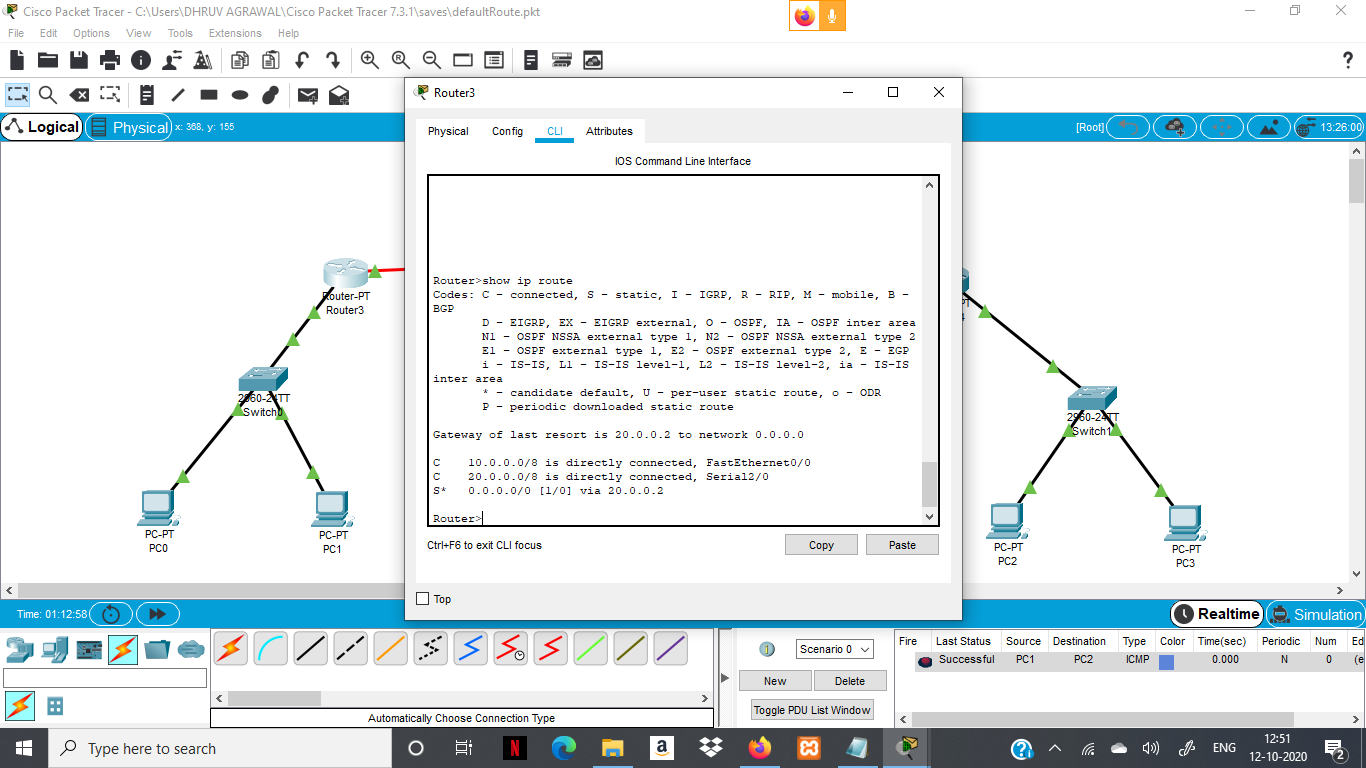 Cisco Packet Tracer - C:\Users\DHRUV AGRAWAL\Cisco Packet Tracer 7.3.1\saves\defaultRoute.pkt
File Edit Options View Tools Extensions Help
Logical Physical x: 368, y: 155 [Root] 13:26:00
Router3
Physical Config CLI Attributes
IOS Command Line Interface
Router>show ip route
Codes: C - connected, S - static, I - IGRP, R - RIP, M - mobile, B -
BGP
D - EIGRP, EX - EIGRP external, O - OSPF, IA - OSPF inter area
N1 - OSPF NSSA external type 1, N2 - OSPF NSSA external type 2
E1 - OSPF external type 1, E2 - OSPF external type 2, E - EGP
i - IS-IS, L1 - IS-IS level-1, L2 - IS-IS level-2, ia - IS-IS
inter area
* - candidate default, U - per-user static route, o - ODR
P - periodic downloaded static route
Gateway of last resort is 20.0.0.2 to network 0.0.0.0
C 10.0.0.0/8 is directly connected, FastEthernet0/0
C 20.0.0.0/8 is directly connected, Serial2/0
S* 0.0.0.0/0 [1/0] via 20.0.0.2
Router>
Ctrl+F6 to exit CLI focus Copy Paste
Top
Router-PT
Router3
2960-24TT
Switch0
PC-PT
PC0
PC-PT
PC1
2960-24TT
Switch1
PC-PT
PC2
PC-PT
PC3
Time: 01:12:58 Realtime Simulation
Scenario 0
New Delete
Toggle PDU List Window
Automatically Choose Connection Type
Fire Last Status Source Destination Type Color Time(sec) Periodic Num Ed
Successful PC1 PC2 ICMP 0.000 N 0 (e
Type here to search
ENG
12:51
12-10-2020
2